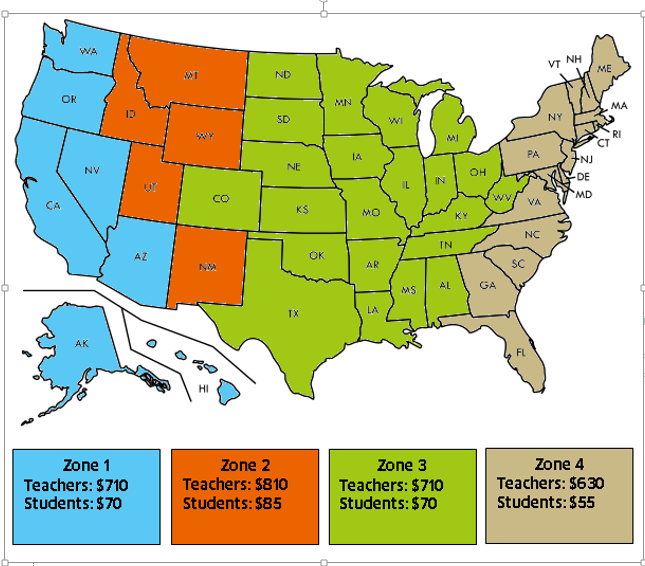 WA
MT
ND
MN
VT
NH
ME
OR
ID
SD
WI
MI
NY
MA
RI
CT
WY
IA
PA
NJ
NV
NE
OH
DE
MD
UT
CO
IL
IN
WV
VA
CA
KS
MO
KY
NC
AZ
NM
OK
AR
TN
SC
TX
LA
MS
AL
GA
FL
AK
HI
Zone 1
Teachers: $710
Students: $70
Zone 2
Teachers: $810
Students: $85
Zone 3
Teachers: $710
Students: $70
Zone 4
Teachers: $630
Students: $55